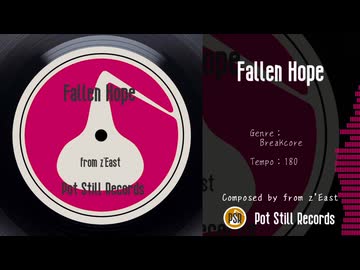 Fallen Hope
from z'East
Pot Still Records
Fallen Hope
Genre :
Breakcore
Tempo : 180
Composed by from z'East
PSR
Pot Still Records